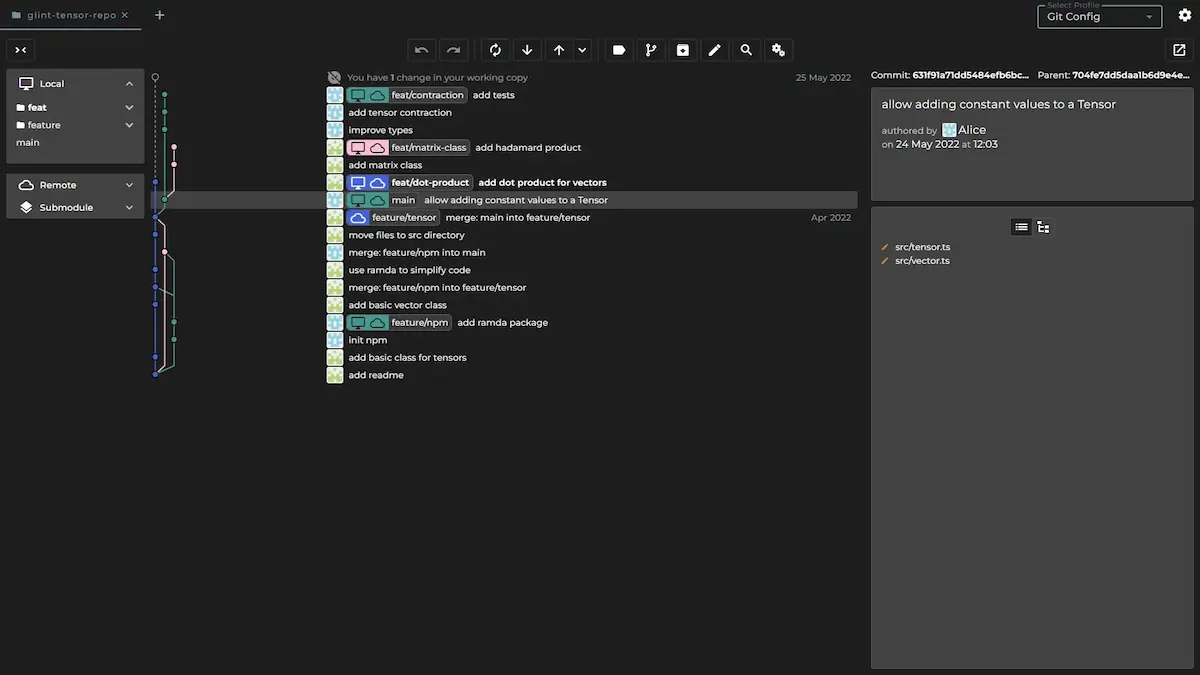 glint-tensor-repo
Select Profile
Git Config
Local
feat
feature
main
Remote
Submodule
You have 1 change in your working copy 25 May 2022
feat/contraction add tests
add tensor contraction
improve types
feat/matrix-class add hadamard product
add matrix class
feat/dot-product add dot product for vectors
main allow adding constant values to a Tensor
feature/tensor merge: main into feature/tensor Apr 2022
move files to src directory
merge: feature/npm into main
use ramda to simplify code
merge: feature/npm into feature/tensor
add basic vector class
feature/npm add ramda package
init npm
add basic class for tensors
add readme
Commit: 631f91a71dd5484efb6bc... Parent: 704fe7dd5daa1b6d9e4e...
allow adding constant values to a Tensor
authored by Alice
on 24 May 2022 at 12:03
src/tensor.ts
src/vector.ts